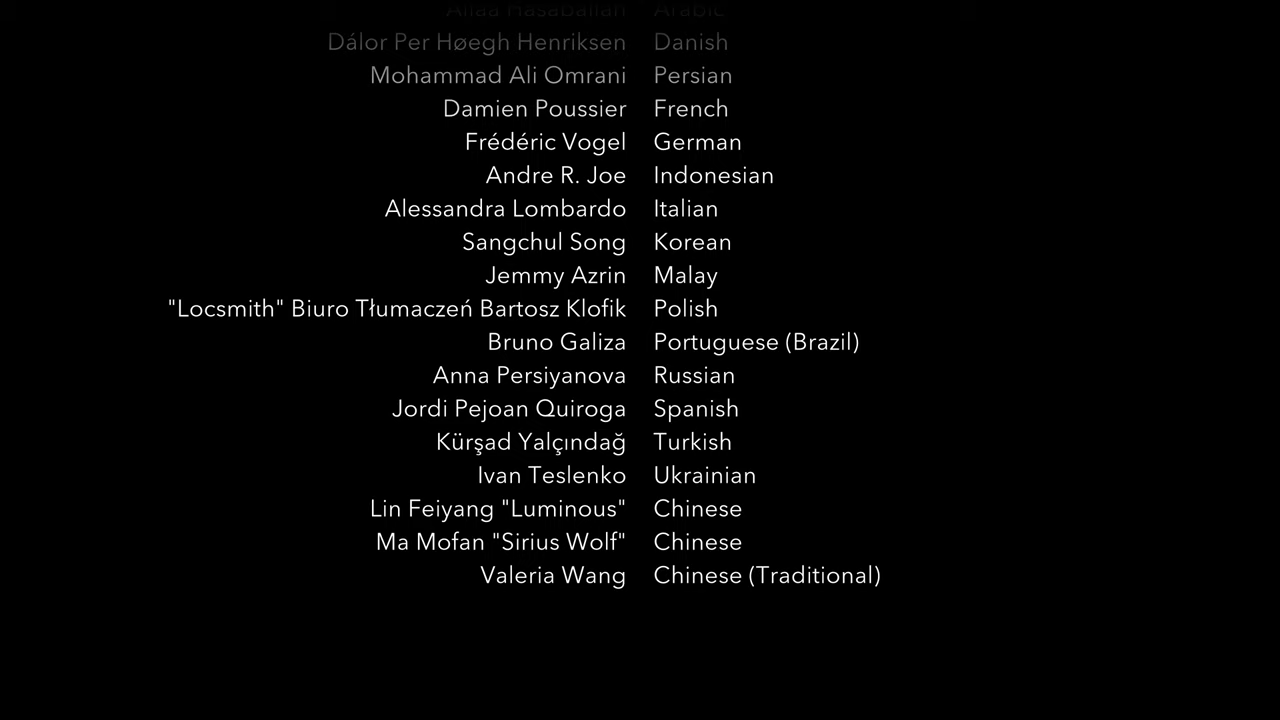 Arabic
Dálor Per Høegh Henriksen Danish
Mohammad Ali Omrani Persian
Damien Poussier French
Frédéric Vogel German
Andre R. Joe Indonesian
Alessandra Lombardo Italian
Sangchul Song Korean
Jemmy Azrin Malay
"Locsmith" Biuro Tłumaczeń Bartosz Klofik Polish
Bruno Galiza Portuguese (Brazil)
Anna Persiyanova Russian
Jordi Pejoan Quiroga Spanish
Kürşad Yalçındağ Turkish
Ivan Teslenko Ukrainian
Lin Feiyang "Luminous" Chinese
Ma Mofan "Sirius Wolf" Chinese
Valeria Wang Chinese (Traditional)